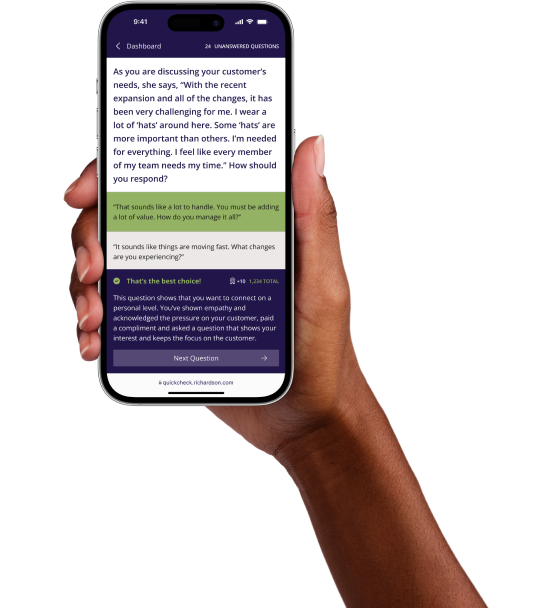 9:41
Dashboard 24 UNANSWERED QUESTIONS
As you are discussing your customer's
needs, she says, "With the recent
expansion and all of the changes, it has
been very challenging for me. I wear a
lot of 'hats' around here. Some 'hats' are
more important than others. I'm needed
for everything. I feel like every member
of my team needs my time." How should
you respond?
"That sounds like a lot to handle. You must be adding
a lot of value. How do you manage it all?"
"It sounds like things are moving fast. What changes
are you experiencing?"
That's the best choice! +10 1,234 TOTAL
This question shows that you want to connect on a
personal level. You've shown empathy and
acknowledged the pressure on your customer, paid
a compliment and asked a question that shows your
interest and keeps the focus on the customer.
Next Question
quickcheck.richardson.com